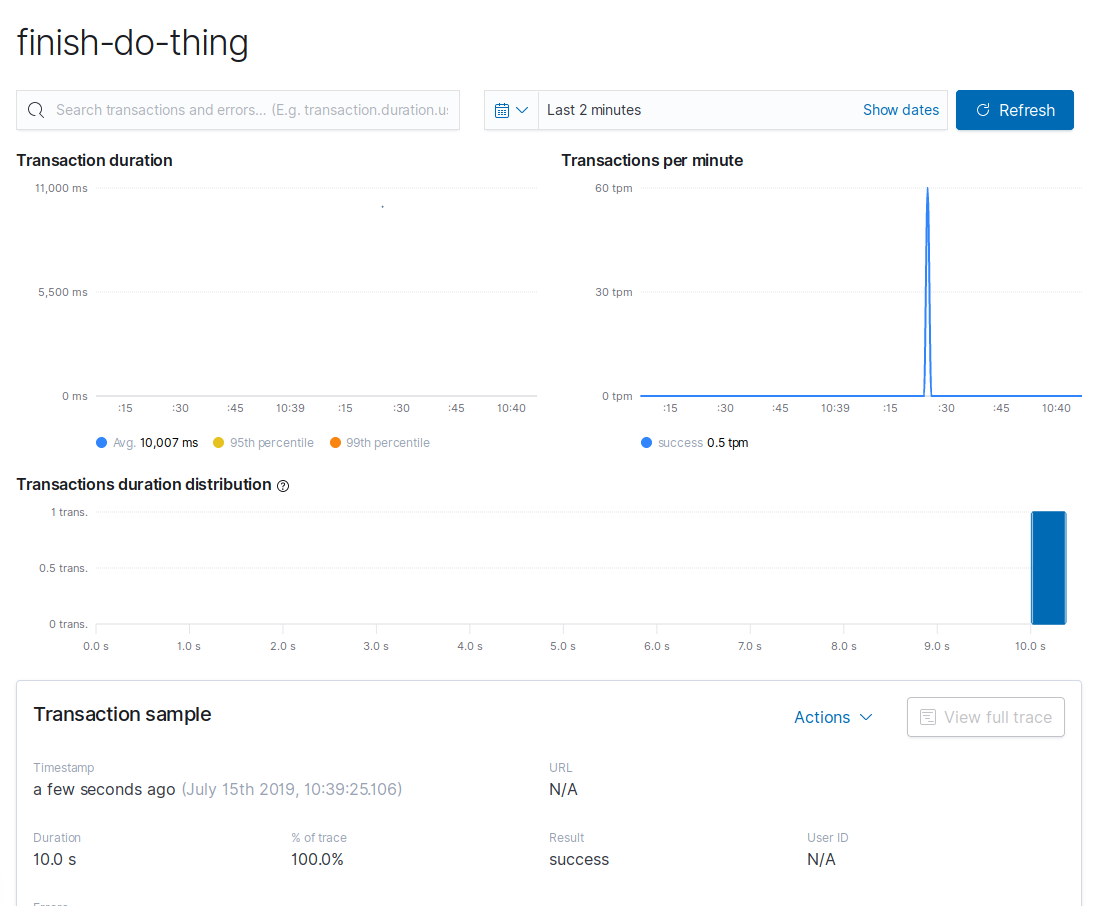 finish-do-thing
Search transactions and errors... (E.g. transaction.duration.u
Last 2 minutes
Show dates
Refresh
Transaction duration
11,000 ms
5,500 ms
0 ms
:15 :30 :45 10:39 :15 :30 :45 10:40
Avg. 10,007 ms 95th percentile 99th percentile
Transactions per minute
60 tpm
30 tpm
0 tpm
:15 :30 :45 10:39 :15 :30 :45 10:40
success 0.5 tpm
Transactions duration distribution
1 trans.
0.5 trans.
0 trans.
0.0 s 1.0 s 2.0 s 3.0 s 4.0 s 5.0 s 6.0 s 7.0 s 8.0 s 9.0 s 10.0 s
Transaction sample
Actions
View full trace
Timestamp
a few seconds ago (July 15th 2019, 10:39:25.106)
URL
N/A
Duration
10.0 s
% of trace
100.0%
Result
success
User ID
N/A